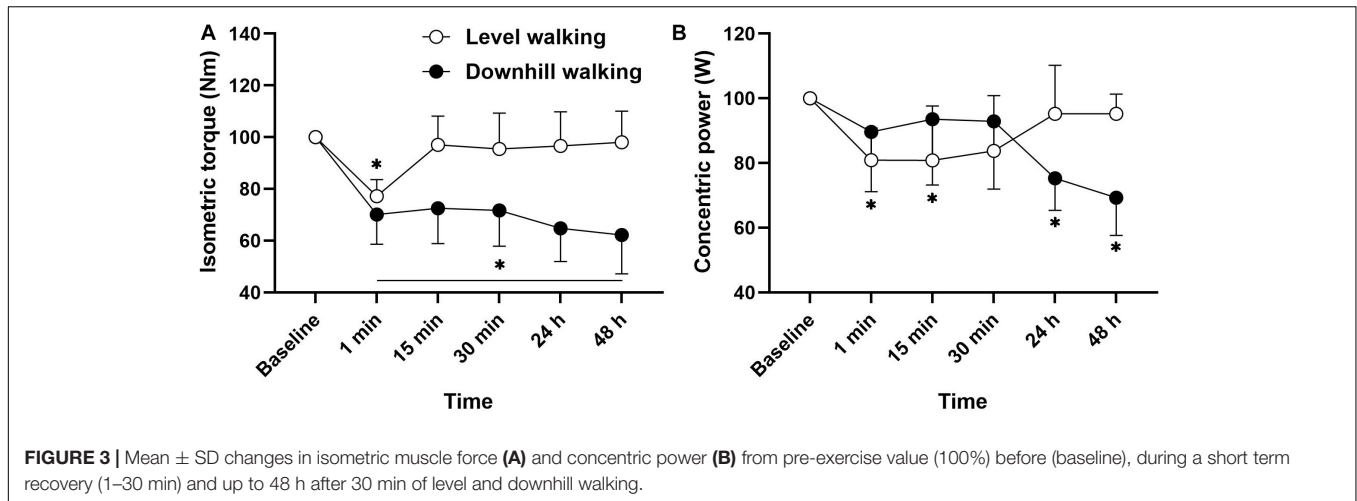 A
Isometric torque (Nm)
140
120
100
80
60
40
Level walking
Downhill walking
*
*
Baseline
1 min
15 min
30 min
24 h
48 h
Time
B
Concentric power (W)
120
100
80
60
40
*
*
*
*
Baseline
1 min
15 min
30 min
24 h
48 h
Time
FIGURE 3 | Mean ± SD changes in isometric muscle force (A) and concentric power (B) from pre-exercise value (100%) before (baseline), during a short term
recovery (1–30 min) and up to 48 h after 30 min of level and downhill walking.